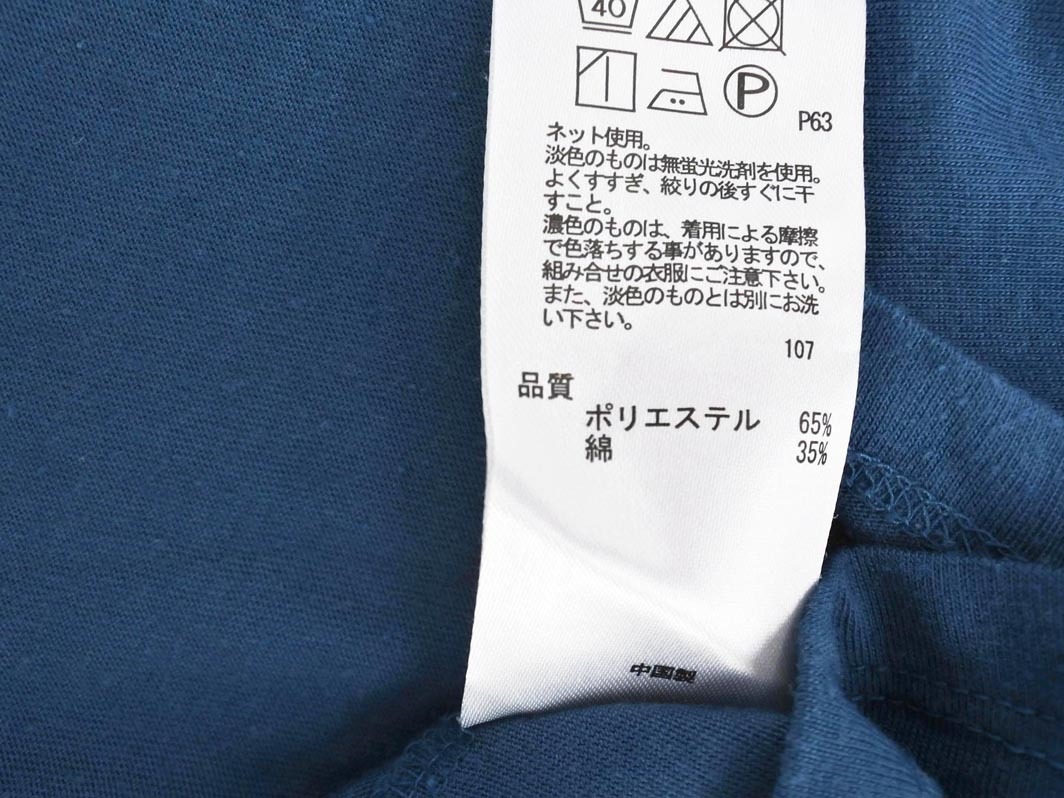 40
P
P63
ネット使用。
淡色のものは無蛍光洗剤を使用。
よくすすぎ、絞りの後すぐに干
すこと。
濃色のものは、着用による摩擦
で色落ちする事がありますので、
組み合せの衣服にご注意下さい。
また、淡色のものとは別にお洗
い下さい。
107
品質
ポリエステル 65%
綿 35%
中国製